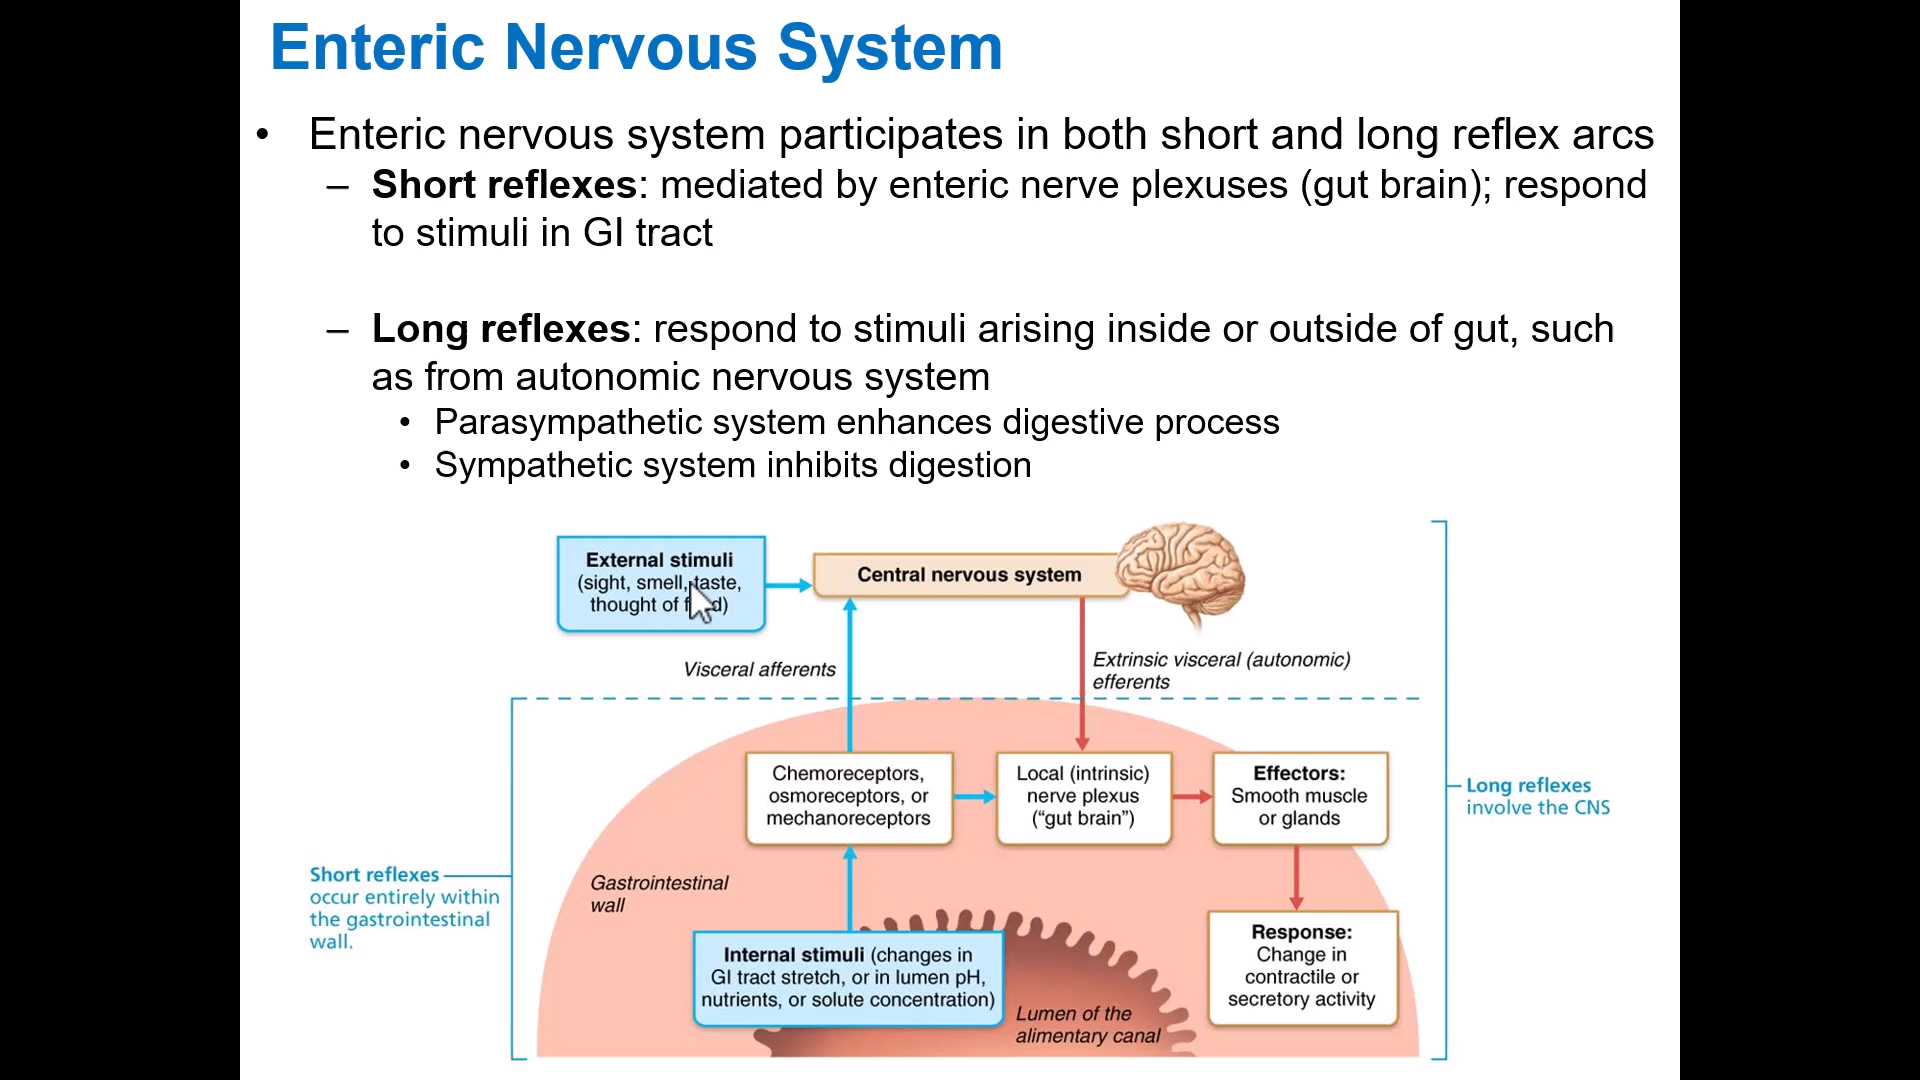 Enteric Nervous System
• Enteric nervous system participates in both short and long reflex arcs
– Short reflexes: mediated by enteric nerve plexuses (gut brain); respond
to stimuli in GI tract
– Long reflexes: respond to stimuli arising inside or outside of gut, such
as from autonomic nervous system
• Parasympathetic system enhances digestive process
• Sympathetic system inhibits digestion
External stimuli
(sight, smell, taste,
thought of
Central nervous system
Visceral afferents
Extrinsic visceral (autonomic)
efferents
Chemoreceptors,
osmoreceptors, or
mechanoreceptors
Local (intrinsic)
nerve plexus
(“gut brain”)
Effectors:
Smooth muscle
or glands
Long reflexes
involve the CNS
Short reflexes
occur entirely within
the gastrointestinal
wall.
Gastrointestinal
wall
Internal stimuli (changes in
GI tract stretch, or in lumen pH,
nutrients, or solute concentration)
Lumen of the
alimentary canal
Response:
Change in
contractile or
secretory activity